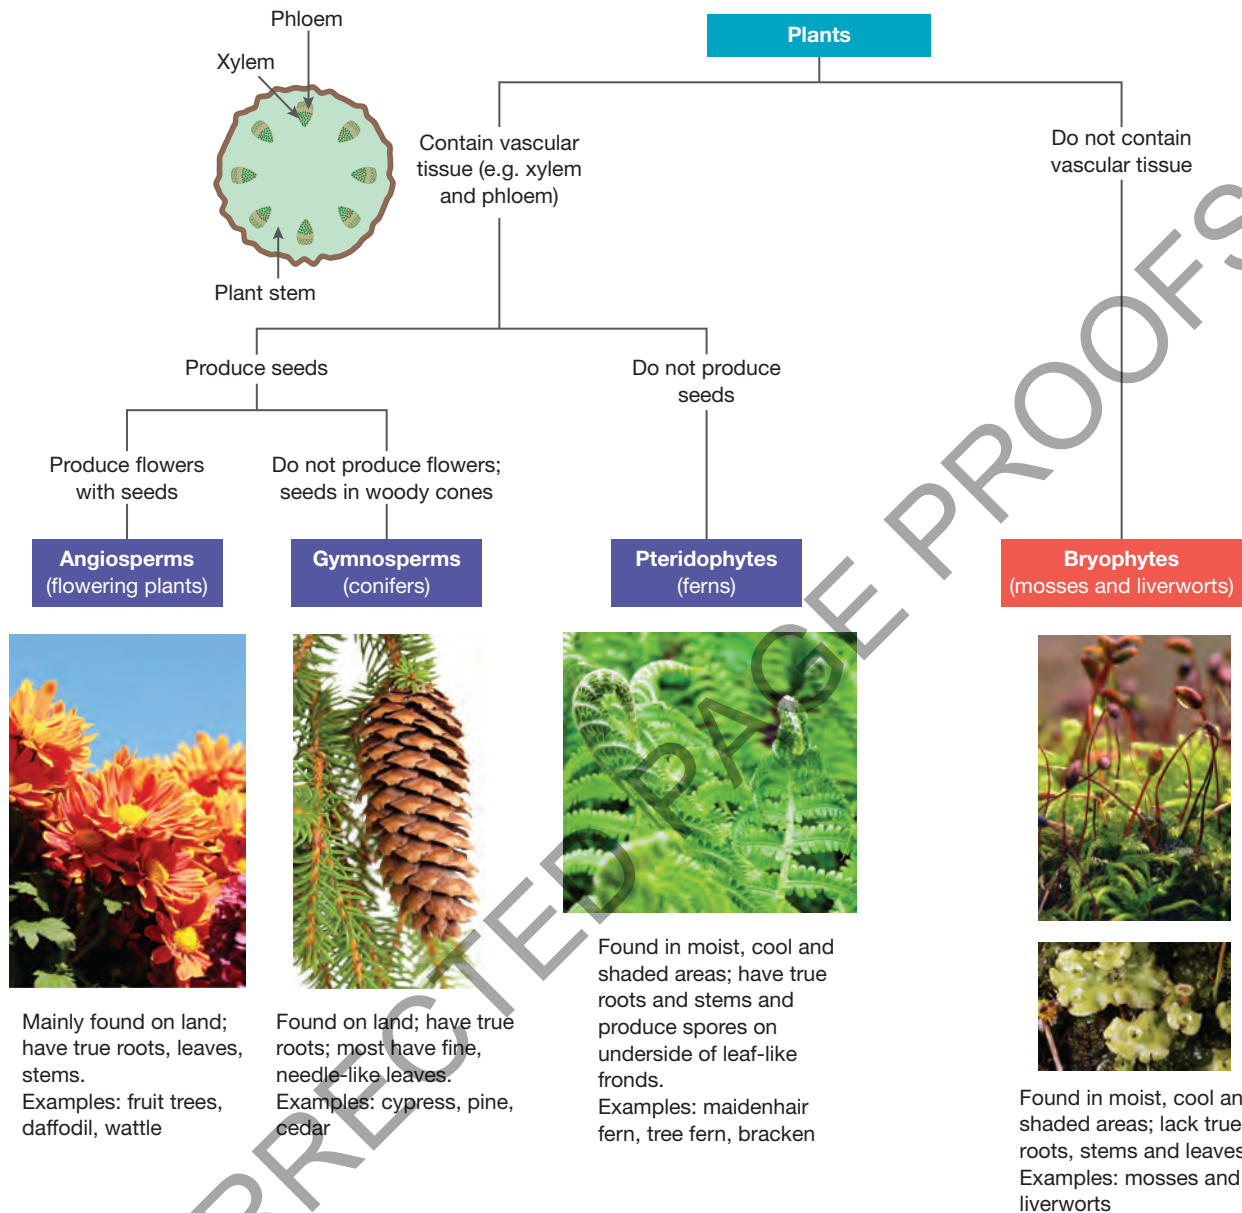 Phloem
Xylem
Plant stem
Plants
Contain vascular
tissue (e.g. xylem
and phloem)
Do not contain
vascular tissue
Produce seeds
Do not produce
seeds
Produce flowers
with seeds
Do not produce flowers;
seeds in woody cones
Angiosperms
(flowering plants)
Gymnosperms
(conifers)
Pteridophytes
(ferns)
Bryophytes
(mosses and liverworts)
Mainly found on land;
have true roots, leaves,
stems.
Examples: fruit trees,
daffodil, wattle
Found on land; have true
roots; most have fine,
needle-like leaves.
Examples: cypress, pine,
cedar
Found in moist, cool and
shaded areas; have true
roots and stems and
produce spores on
underside of leaf-like
fronds.
Examples: maidenhair
fern, tree fern, bracken
Found in moist, cool an
shaded areas; lack true
roots, stems and leaves
Examples: mosses and
liverworts
RRECTED PAGE PROOFS